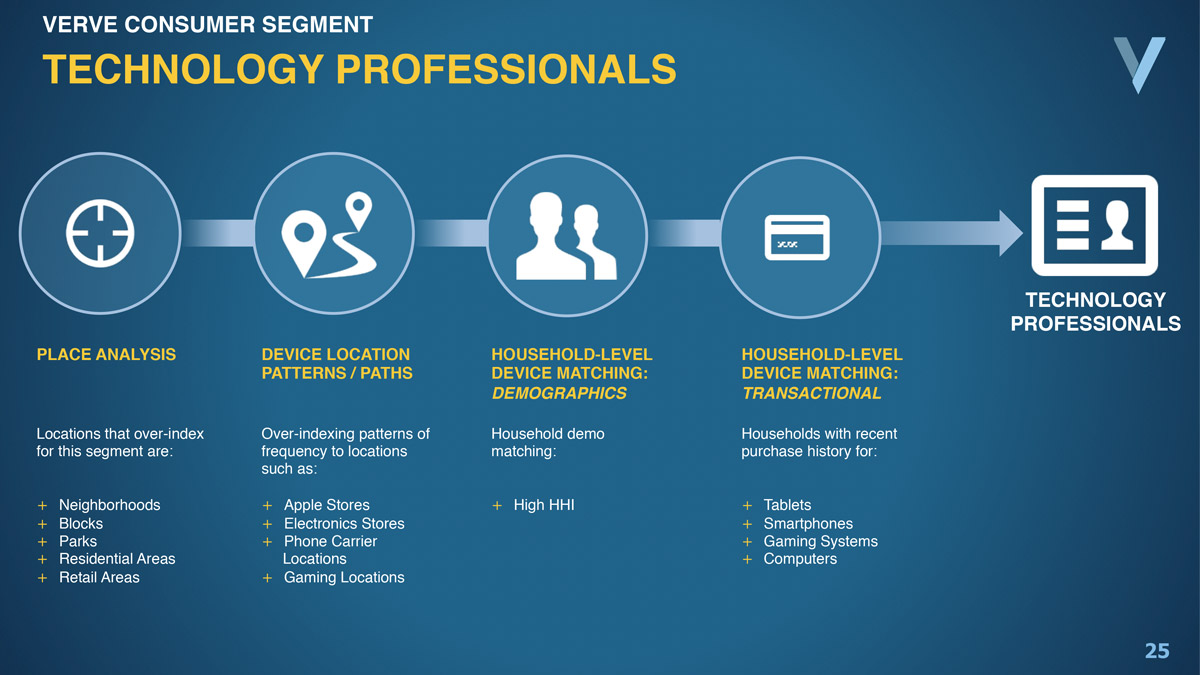 VERVE CONSUMER SEGMENT
TECHNOLOGY PROFESSIONALS
TECHNOLOGY
PROFESSIONALS
PLACE ANALYSIS
Locations that over-index
for this segment are:
+ Neighborhoods
+ Blocks
+ Parks
+ Residential Areas
+ Retail Areas
DEVICE LOCATION
PATTERNS / PATHS
Over-indexing patterns of
frequency to locations
such as:
+ Apple Stores
+ Electronics Stores
+ Phone Carrier
Locations
+ Gaming Locations
HOUSEHOLD-LEVEL
DEVICE MATCHING:
DEMOGRAPHICS
Household demo
matching:
+ High HHI
HOUSEHOLD-LEVEL
DEVICE MATCHING:
TRANSACTIONAL
Households with recent
purchase history for:
+ Tablets
+ Smartphones
+ Gaming Systems
+ Computers
25